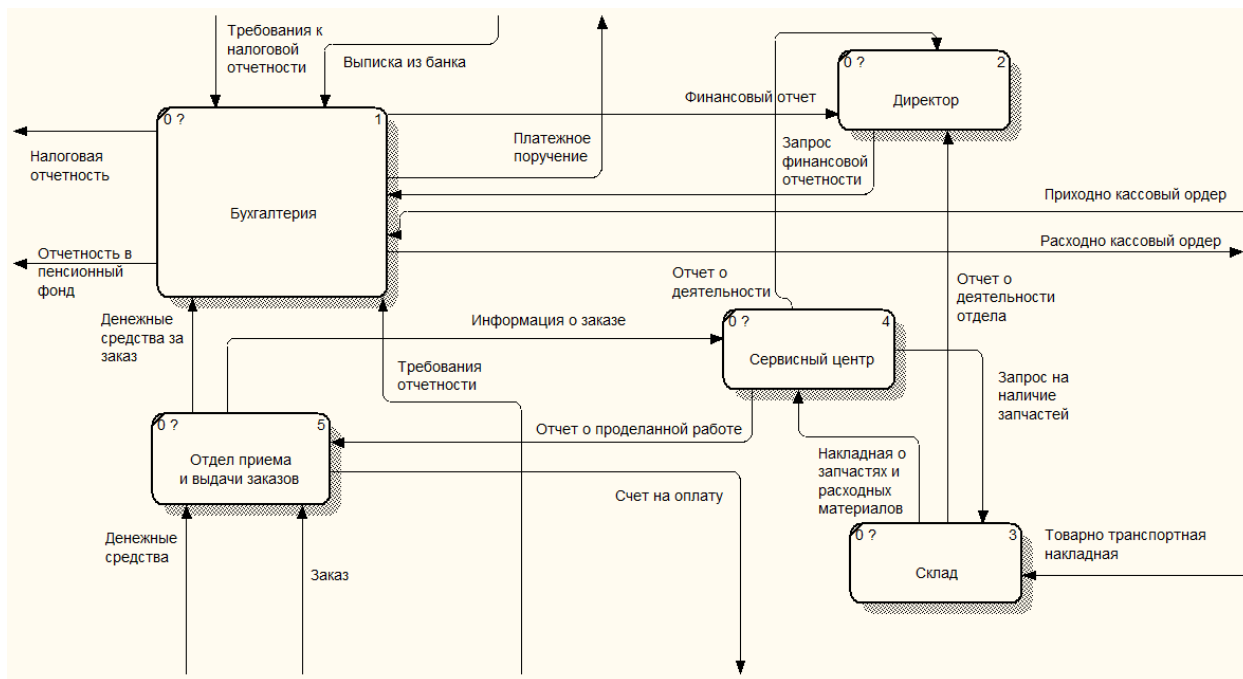 Требования к
налоговой
отчетности
Выписка из банка
0 ?
2
Директор
Финансовый отчет
0 ?
1
Бухгалтерия
Платежное
поручение
Запрос
финансовой
отчетности
Налоговая
отчетность
Приходно кассовый ордер
Расходно кассовый ордер
Отчетность в
пенсионный
фонд
Отчет о
деятельности
Отчет о
деятельности
отдела
Денежные
средства за
заказ
Информация о заказе
0 ?
4
Сервисный центр
Требования
отчетности
Запрос на
наличие
запчастей
0 ?
5
Отдел приема
и выдачи заказов
Отчет о проделанной работе
Накладная о
запчастях и
расходных
материалов
Счет на оплату
0 ?
3
Склад
Товарно транспортная
накладная
Денежные
средства
Заказ